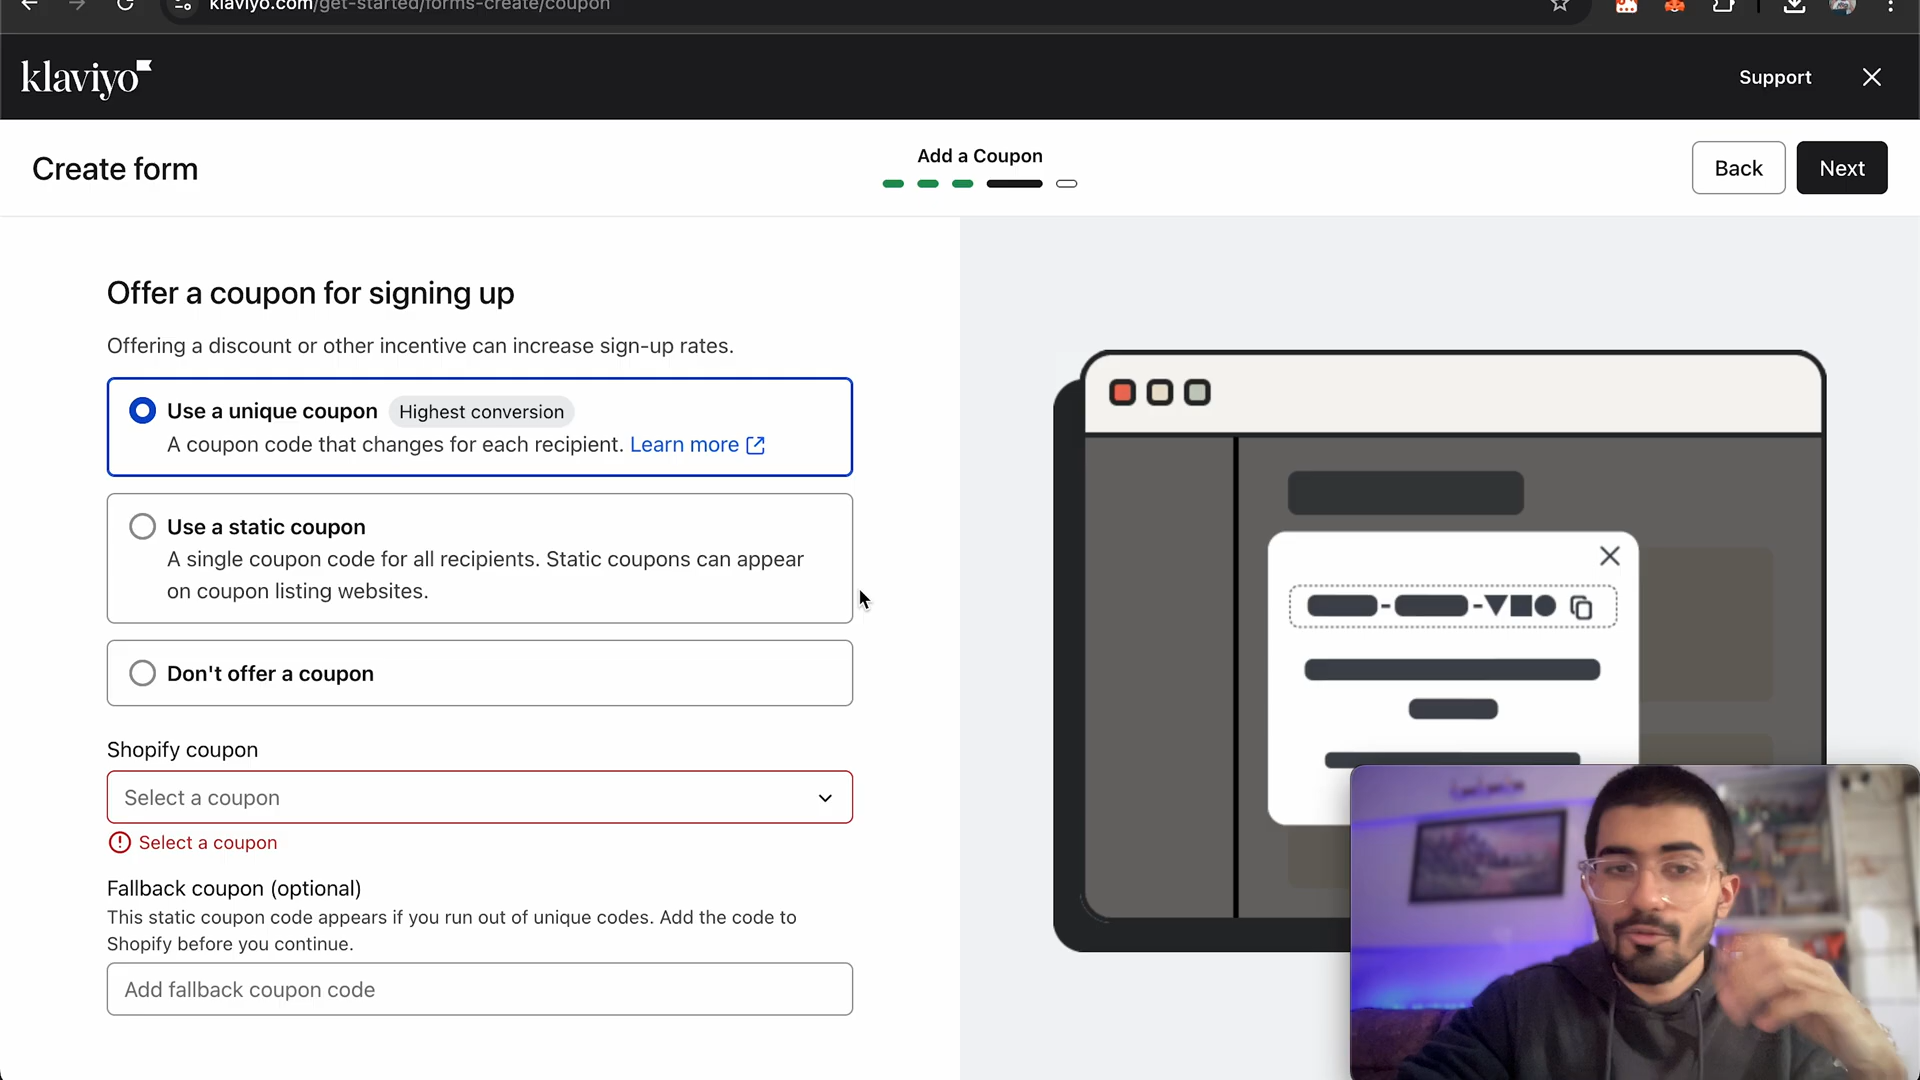 klaviyo.com/get-started/forms-create/coupon
klaviyo
Support
Create form
Add a Coupon
Back
Next
Offer a coupon for signing up
Offering a discount or other incentive can increase sign-up rates.
Use a unique coupon Highest conversion
A coupon code that changes for each recipient. Learn more
Use a static coupon
A single coupon code for all recipients. Static coupons can appear
on coupon listing websites.
Don't offer a coupon
Shopify coupon
Select a coupon
Select a coupon
Fallback coupon (optional)
This static coupon code appears if you run out of unique codes. Add the code to
Shopify before you continue.
Add fallback coupon code